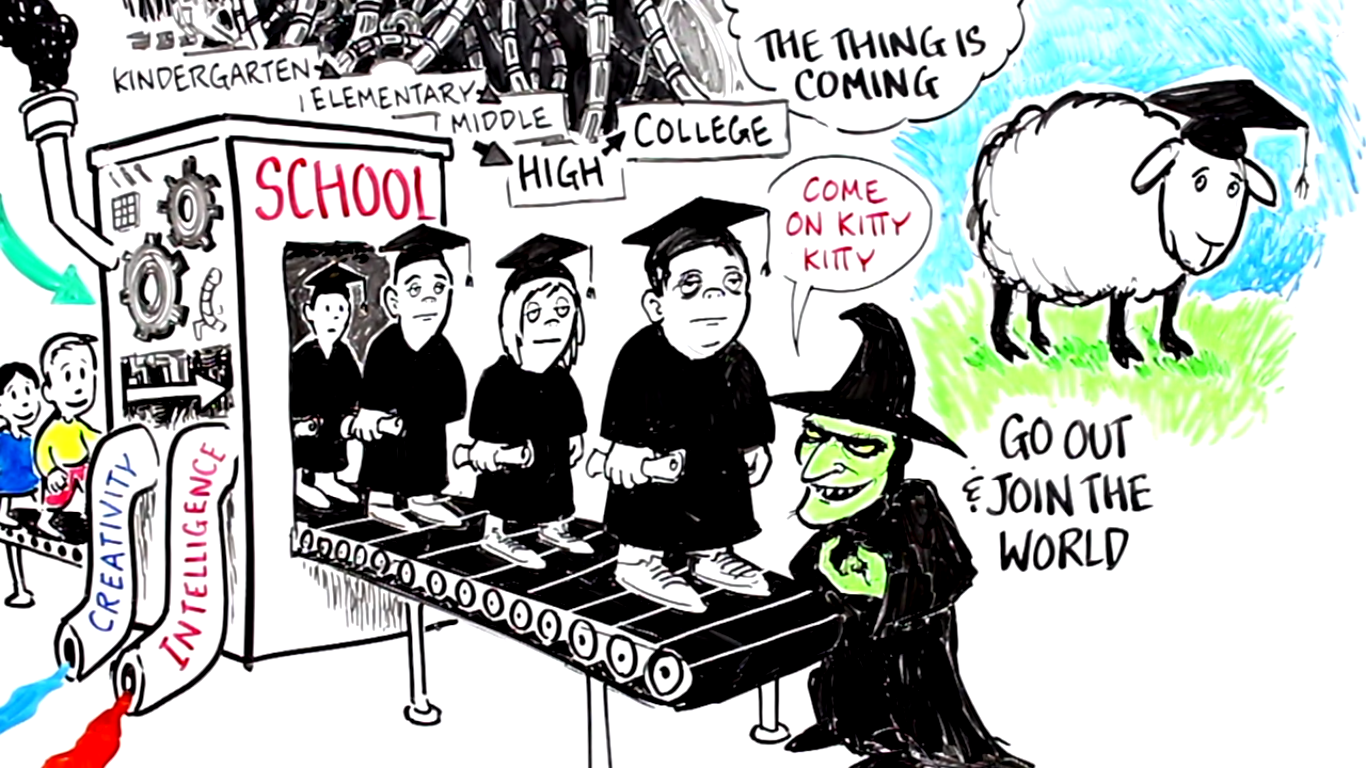 KINDERGARTEN
ELEMENTARY
MIDDLE
HIGH
COLLEGE
THE THING IS
COMING
SCHOOL
COME
ON KITTY
KITTY
CREATIVITY
INTELLIGENCE
GO OUT
& JOIN THE
WORLD